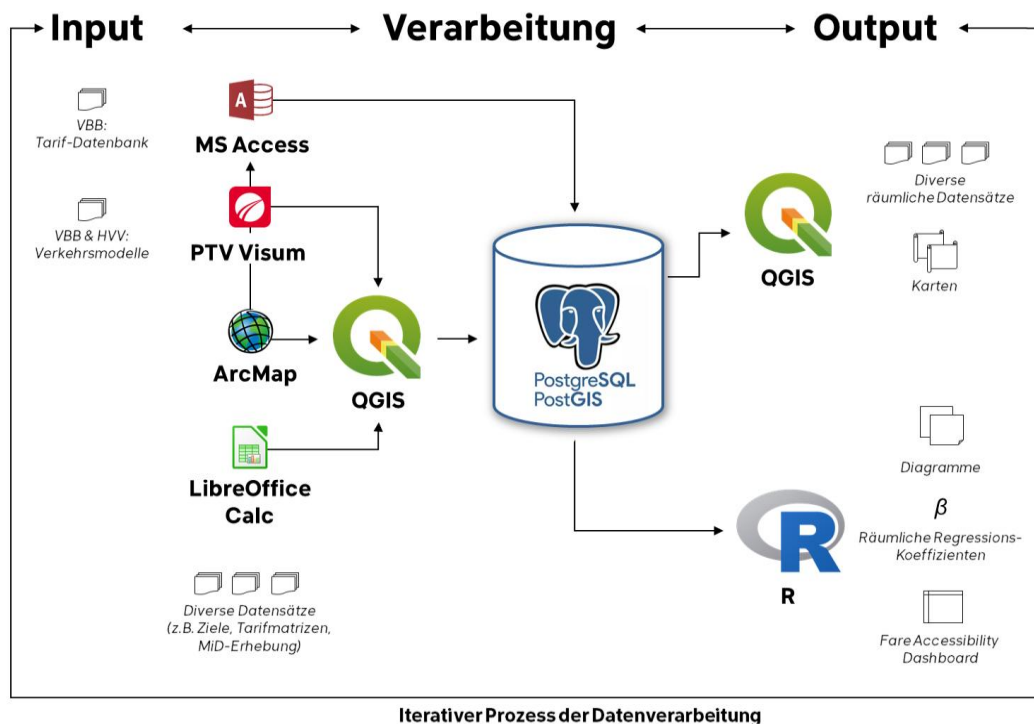 Input
Verarbeitung
Output
VBB:
Tarif-Datenbank
A
MS Access
Diverse
räumliche Datensätze
VBB & HVV:
Verkehrsmodelle
PTV Visum
QGIS
Karten
ArcMap
QGIS
PostgreSQL
PostGIS
LibreOffice
Calc
Diagramme
β
Räumliche Regressions-
Koeffizienten
R
R
Diverse Datensätze
(z.B. Ziele, Tarifmatrizen,
MiD-Erhebung)
Fare Accessibility
Dashboard
Iterativer Prozess der Datenverarbeitung